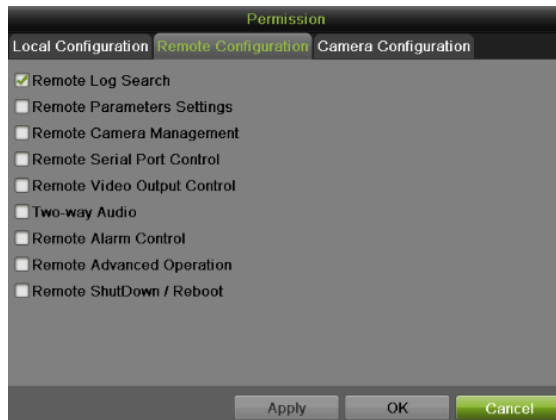 Permission
Local Configuration Remote Configuration Camera Configuration
Remote Log Search
Remote Parameters Settings
Remote Camera Management
Remote Serial Port Control
Remote Video Output Control
Two-way Audio
Remote Alarm Control
Remote Advanced Operation
Remote ShutDown / Reboot
Apply OK Cancel